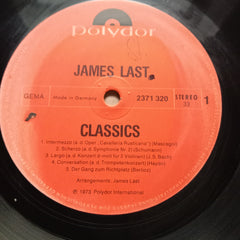 Polydor
JAMES LAST
GEMA Made in Germany 2371 320 STEREO 1
33
CLASSICS
1. Intermezzo (a. d. Oper „Cavalleria Rusticana“) (Mascagni)
2. Scherzo (a. d. Symphonie Nr. 2) (Schumann)
3. Largo (a. d. Konzert d-moll für 2 Violinen) (J. S. Bach)
4. Conversation (a. d. Trompetenkonzert) (Haydn)
5. Der Gang zum Richtplatz (Berlioz)
Arrangements: James Last
℗ 1973 Polydor International